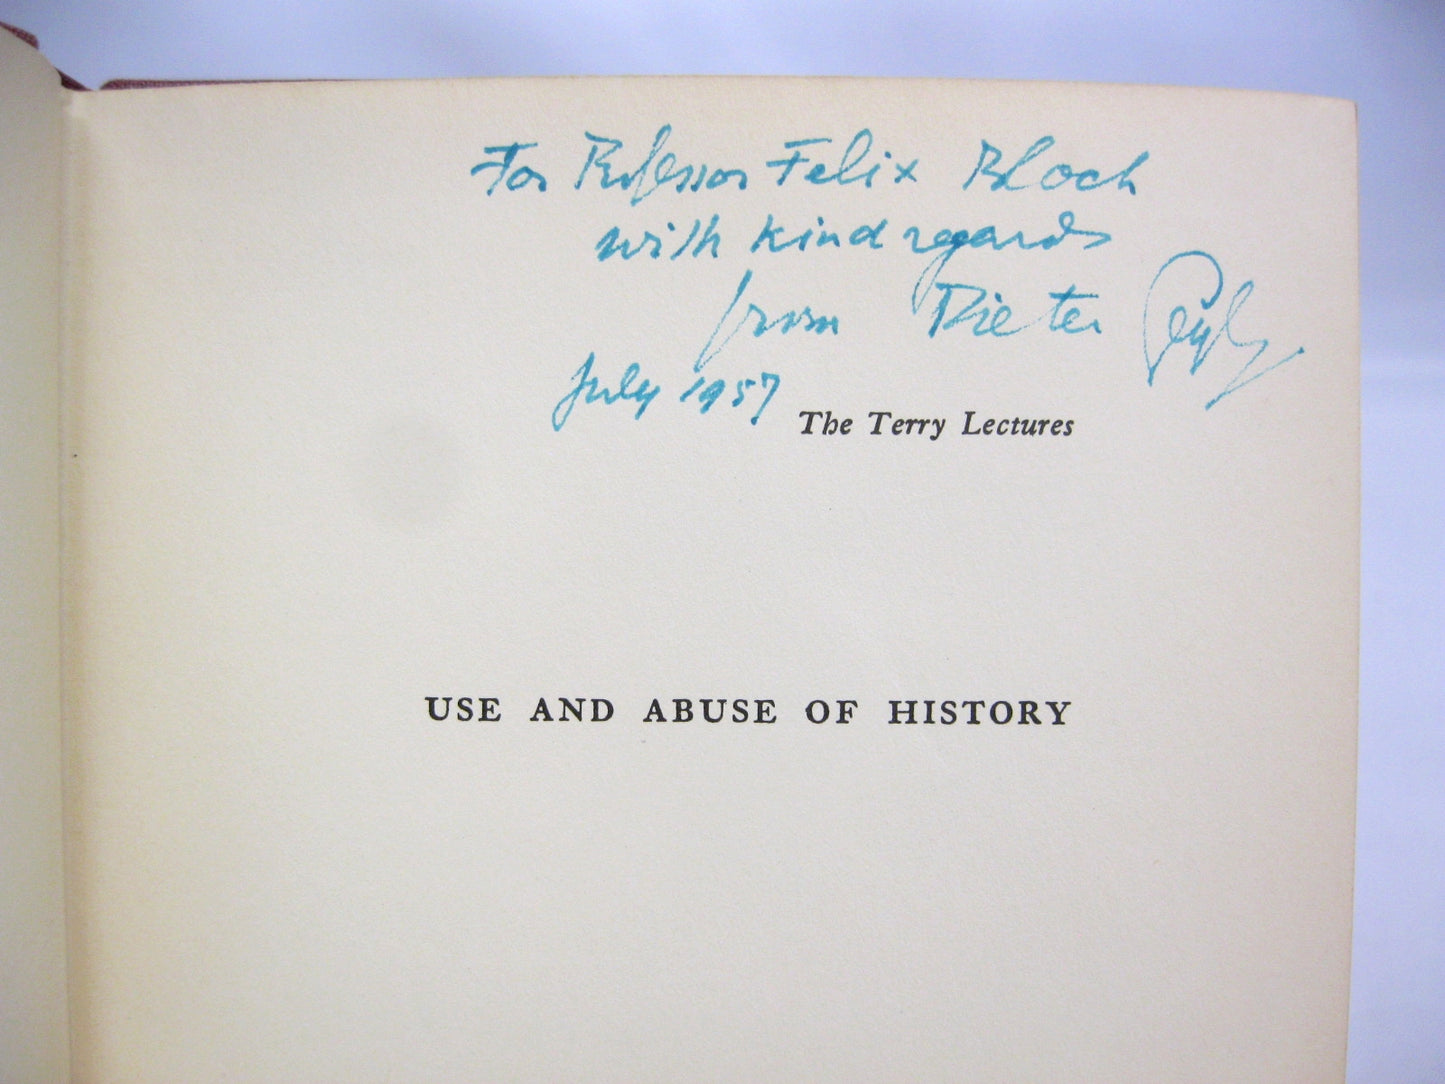 For Professor Felix Bloch
with kind regards
from Pieter Geyl
July 1957
The Terry Lectures
USE AND ABUSE OF HISTORY